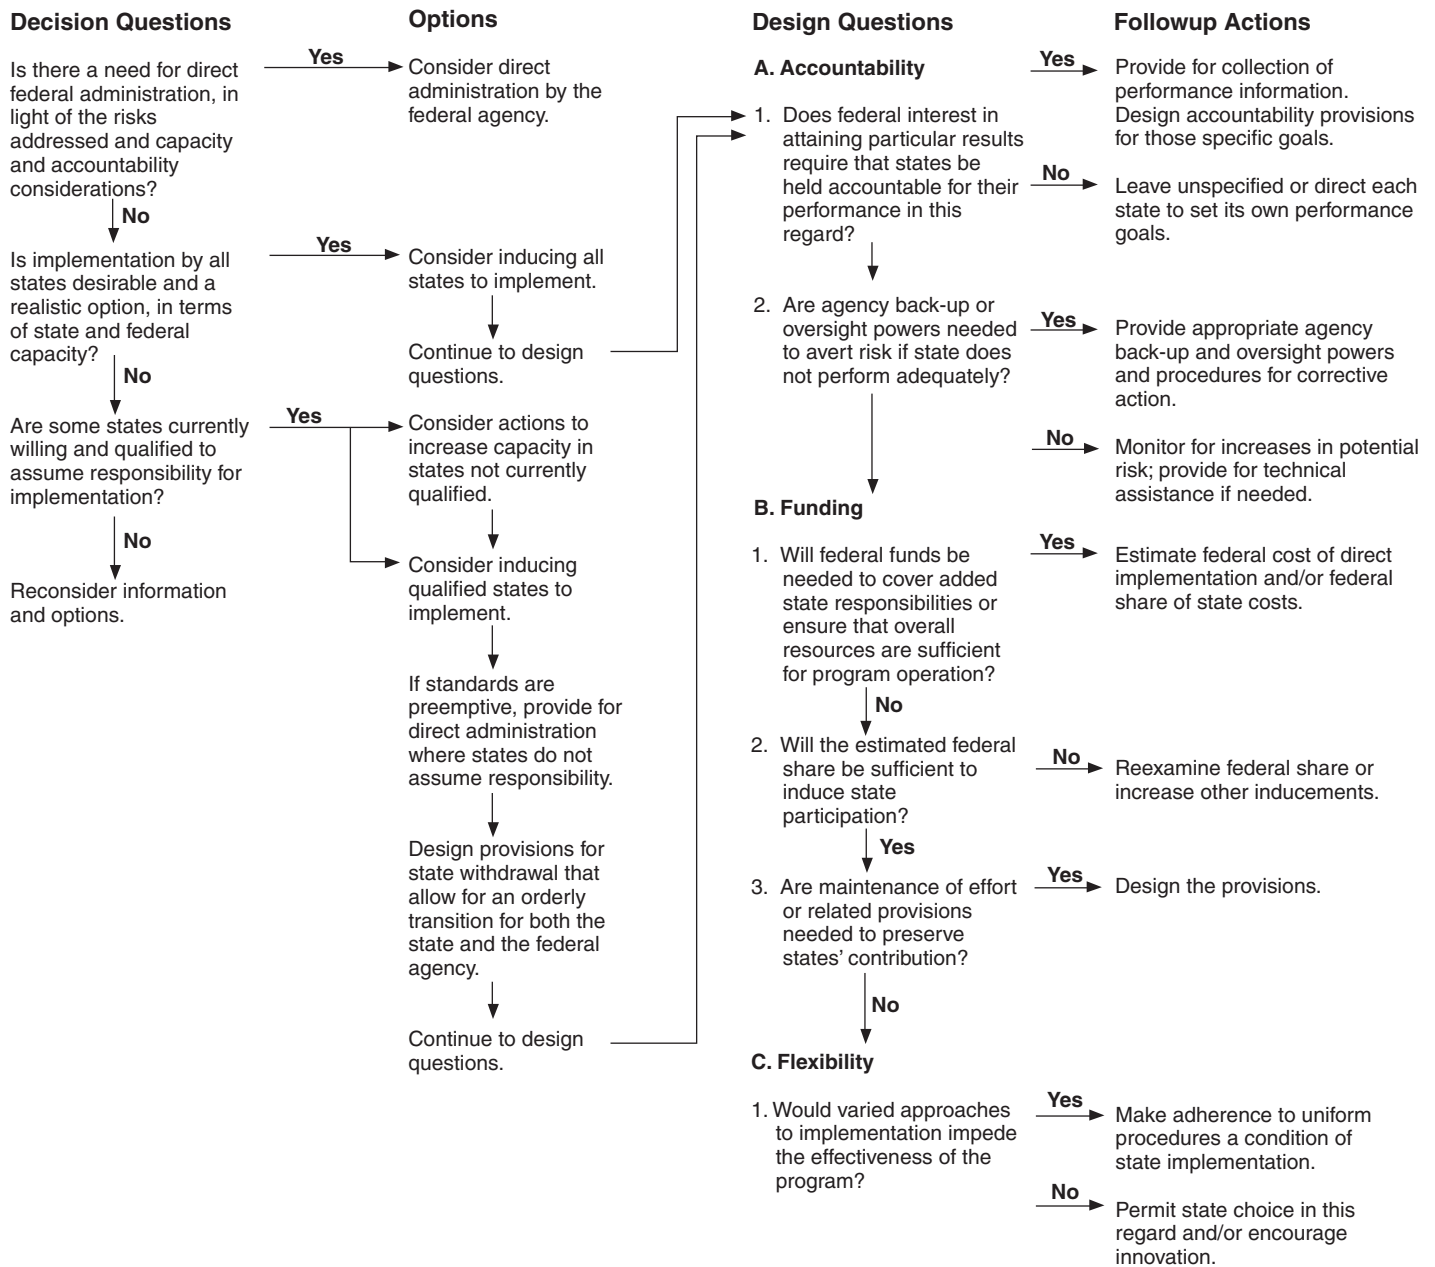 Decision Questions
Is there a need for direct
federal administration, in
light of the risks
addressed and capacity
and accountability
considerations?
Yes
No
Is implementation by all
states desirable and a
realistic option, in terms
of state and federal
capacity?
Yes
No
Are some states currently
willing and qualified to
assume responsibility for
implementation?
Yes
No
Reconsider information
and options.
Options
Consider direct
administration by the
federal agency.
Consider inducing all
states to implement.
Continue to design
questions.
Consider actions to
increase capacity in
states not currently
qualified.
Consider inducing
qualified states to
implement.
If standards are
preemptive, provide for
direct administration
where states do not
assume responsibility.
Design provisions for
state withdrawal that
allow for an orderly
transition for both the
state and the federal
agency.
Continue to design
questions.
Design Questions
A. Accountability
1. Does federal interest in
attaining particular results
require that states be
held accountable for their
performance in this
regard?
2. Are agency back-up or
oversight powers needed
to avert risk if state does
not perform adequately?
B. Funding
1. Will federal funds be
needed to cover added
state responsibilities or
ensure that overall
resources are sufficient
for program operation?
No
2. Will the estimated federal
share be sufficient to
induce state
participation?
Yes
3. Are maintenance of effort
or related provisions
needed to preserve
states' contribution?
No
C. Flexibility
1. Would varied approaches
to implementation impede
the effectiveness of the
program?
Followup Actions
Yes
Provide for collection of
performance information.
Design accountability provisions
for those specific goals.
No
Leave unspecified or direct each
state to set its own performance
goals.
Yes
Provide appropriate agency
back-up and oversight powers
and procedures for corrective
action.
No
Monitor for increases in potential
risk; provide for technical
assistance if needed.
Yes
Estimate federal cost of direct
implementation and/or federal
share of state costs.
No
Reexamine federal share or
increase other inducements.
Yes
Design the provisions.
Yes
Make adherence to uniform
procedures a condition of
state implementation.
No
Permit state choice in this
regard and/or encourage
innovation.